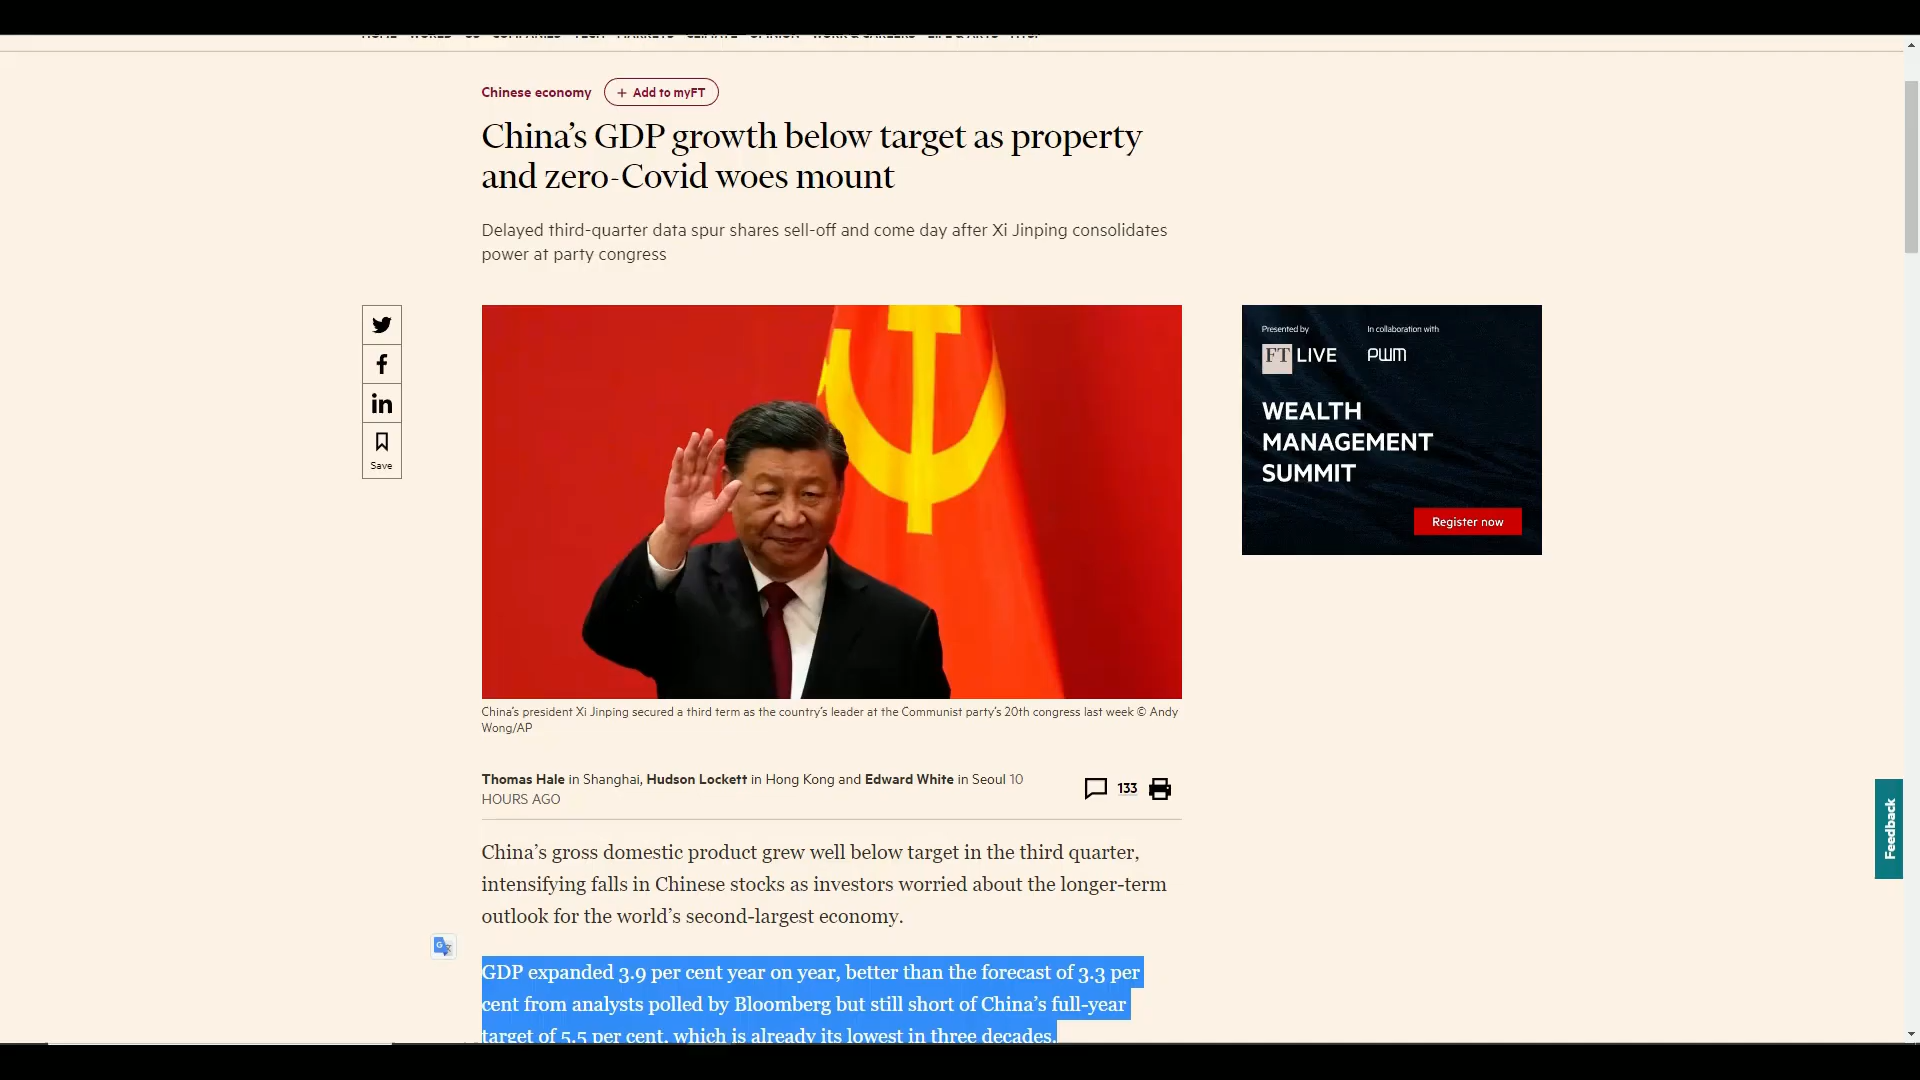 HOME WORLD US COMPANIES TECH MARKETS CLIMATE OPINION WORK & CAREERS LIFE & ARTS HTSI
Chinese economy + Add to myFT
China’s GDP growth below target as property
and zero-Covid woes mount
Delayed third-quarter data spur shares sell-off and come day after Xi Jinping consolidates
power at party congress
Save
Presented by In collaboration with
FT LIVE PWM
WEALTH
MANAGEMENT
SUMMIT
Register now
China’s president Xi Jinping secured a third term as the country’s leader at the Communist party’s 20th congress last week © Andy
Wong/AP
Thomas Hale in Shanghai, Hudson Lockett in Hong Kong and Edward White in Seoul 10
HOURS AGO
133
Feedback
China’s gross domestic product grew well below target in the third quarter,
intensifying falls in Chinese stocks as investors worried about the longer-term
outlook for the world’s second-largest economy.
GDP expanded 3.9 per cent year on year, better than the forecast of 3.3 per
cent from analysts polled by Bloomberg but still short of China’s full-year
target of 5.5 per cent, which is already its lowest in three decades.